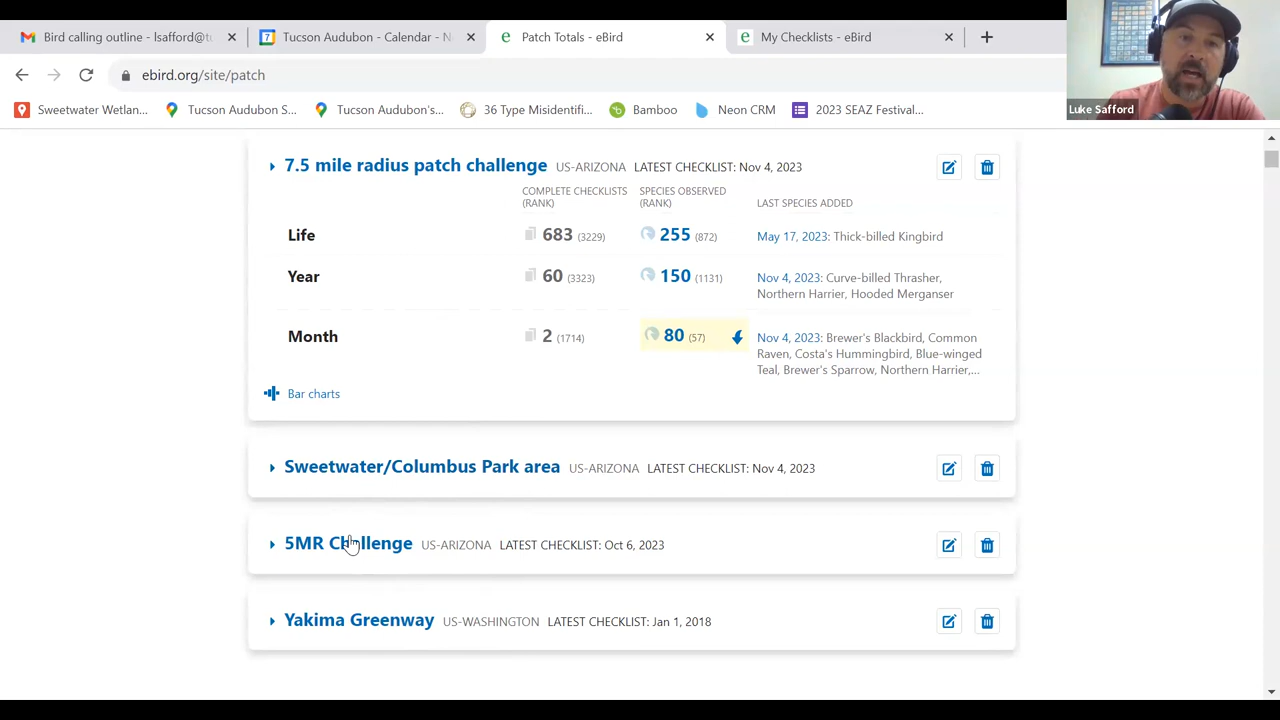 Bird calling outline - lsafford@tu
Tucson Audubon - Calendar - N
Patch Totals - eBird
My Checklists - eBird
ebird.org/site/patch
Sweetwater Wetlan...
Tucson Audubon S...
Tucson Audubon's...
36 Type Misidentifi...
Bamboo
Neon CRM
2023 SEAZ Festival...
Luke Safford
7.5 mile radius patch challenge US-ARIZONA LATEST CHECKLIST: Nov 4, 2023
COMPLETE CHECKLISTS
(RANK)
SPECIES OBSERVED
(RANK)
LAST SPECIES ADDED
Life 683 (3229) 255 (872) May 17, 2023: Thick-billed Kingbird
Year 60 (3323) 150 (1131) Nov 4, 2023: Curve-billed Thrasher,
Northern Harrier, Hooded Merganser
Month 2 (1714) 80 (57) Nov 4, 2023: Brewer's Blackbird, Common
Raven, Costa's Hummingbird, Blue-winged
Teal, Brewer's Sparrow, Northern Harrier,...
Bar charts
Sweetwater/Columbus Park area US-ARIZONA LATEST CHECKLIST: Nov 4, 2023
5MR Challenge US-ARIZONA LATEST CHECKLIST: Oct 6, 2023
Yakima Greenway US-WASHINGTON LATEST CHECKLIST: Jan 1, 2018